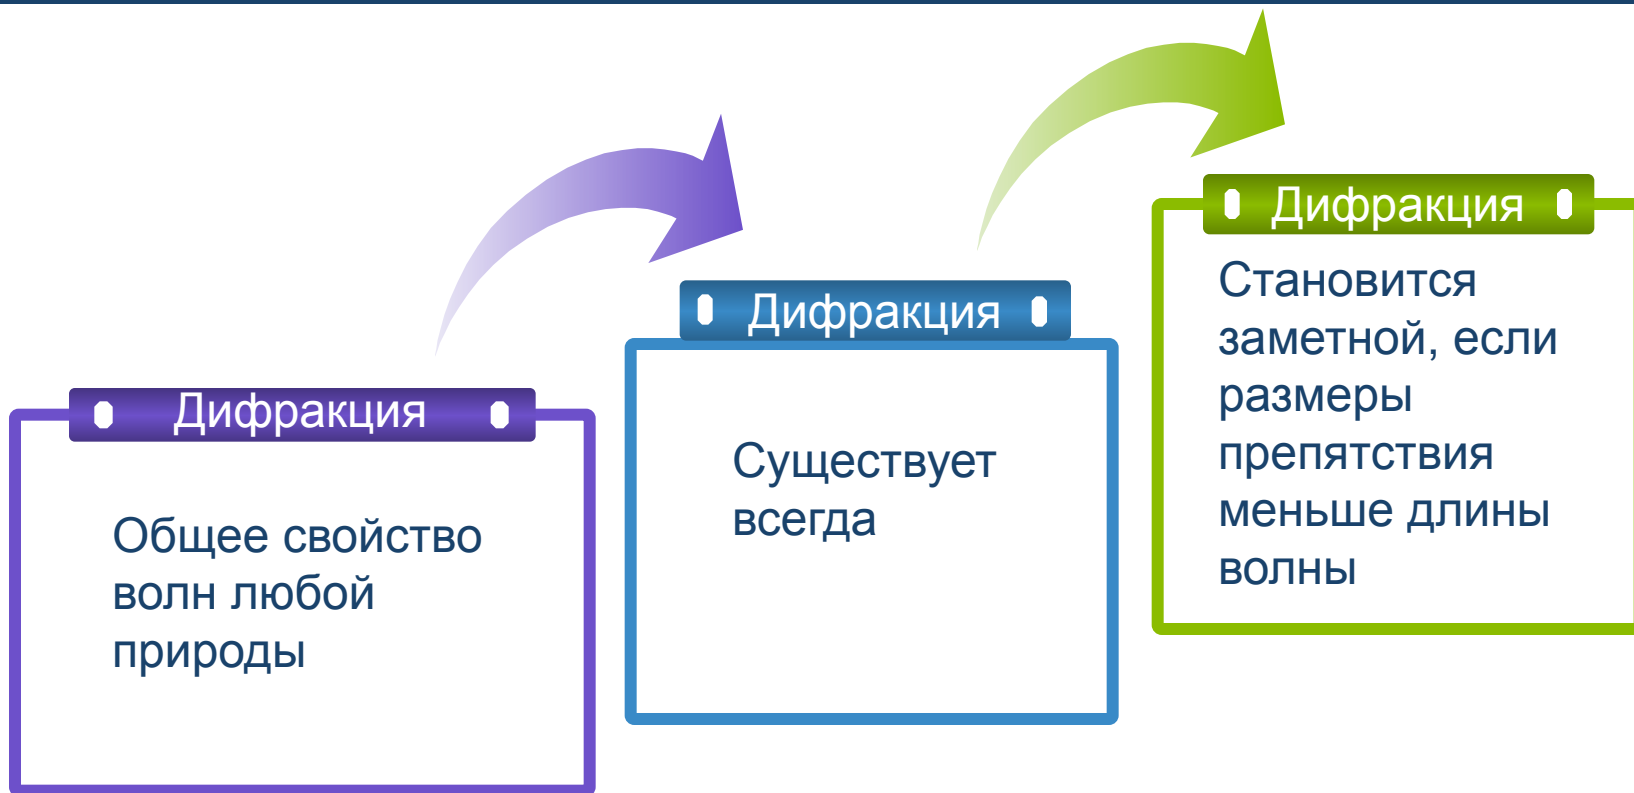 Дифракция
Общее свойство
волн любой
природы
Дифракция
Существует
всегда
Дифракция
Становится
заметной, если
размеры
препятствия
меньше длины
волны